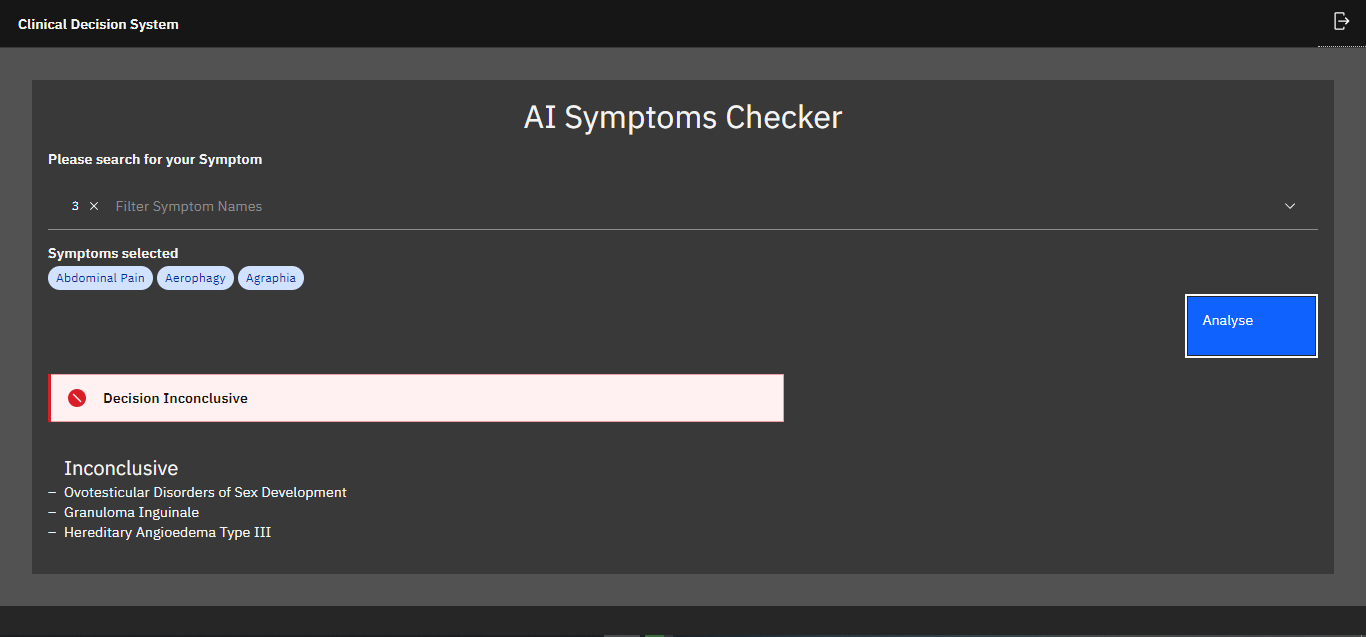 Clinical Decision System
AI Symptoms Checker
Please search for your Symptom
3 × Filter Symptom Names
Symptoms selected
Abdominal Pain Aerophagy Agraphia
Analyse
Decision Inconclusive
Inconclusive
– Ovotesticular Disorders of Sex Development
– Granuloma Inguinale
– Hereditary Angioedema Type III